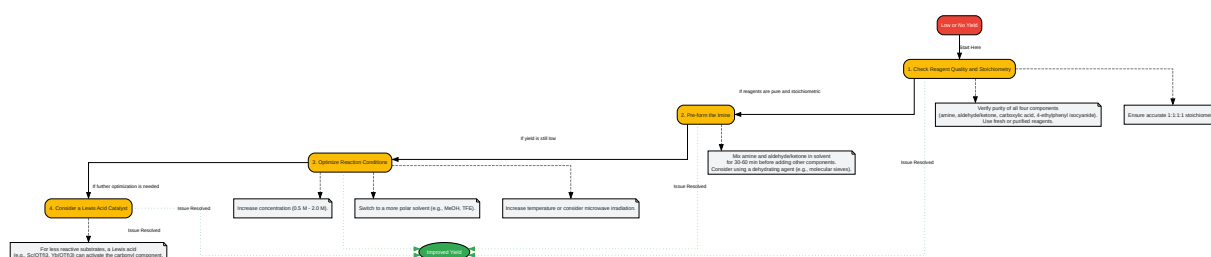 Low or No Yield
Start Here
1. Check Reagent Quality and Stoichiometry
If reagents are pure and stoichiometric
Verify purity of all four components
(amine, aldehyde/ketone, carboxylic acid, 4-ethylphenyl isocyanide).
Use fresh or purified reagents.
Ensure accurate 1:1:1:1 stoichiomet
2. Pre-form the Imine
If yield is still low
Mix amine and aldehyde/ketone in solvent
for 30-60 min before adding other components.
Consider using a dehydrating agent (e.g., molecular sieves).
Issue Resolved
3. Optimize Reaction Conditions
If further optimization is needed
Issue Resolved
Increase concentration (0.5 M - 2.0 M).
Switch to a more polar solvent (e.g., MeOH, TFE).
Increase temperature or consider microwave irradiation.
4. Consider a Lewis Acid Catalyst
Issue Resolved
Issue Resolved
For less reactive substrates, a Lewis acid
(e.g., Sc(OTf)3, Yb(OTf)3) can activate the carbonyl component.
Improved Yield